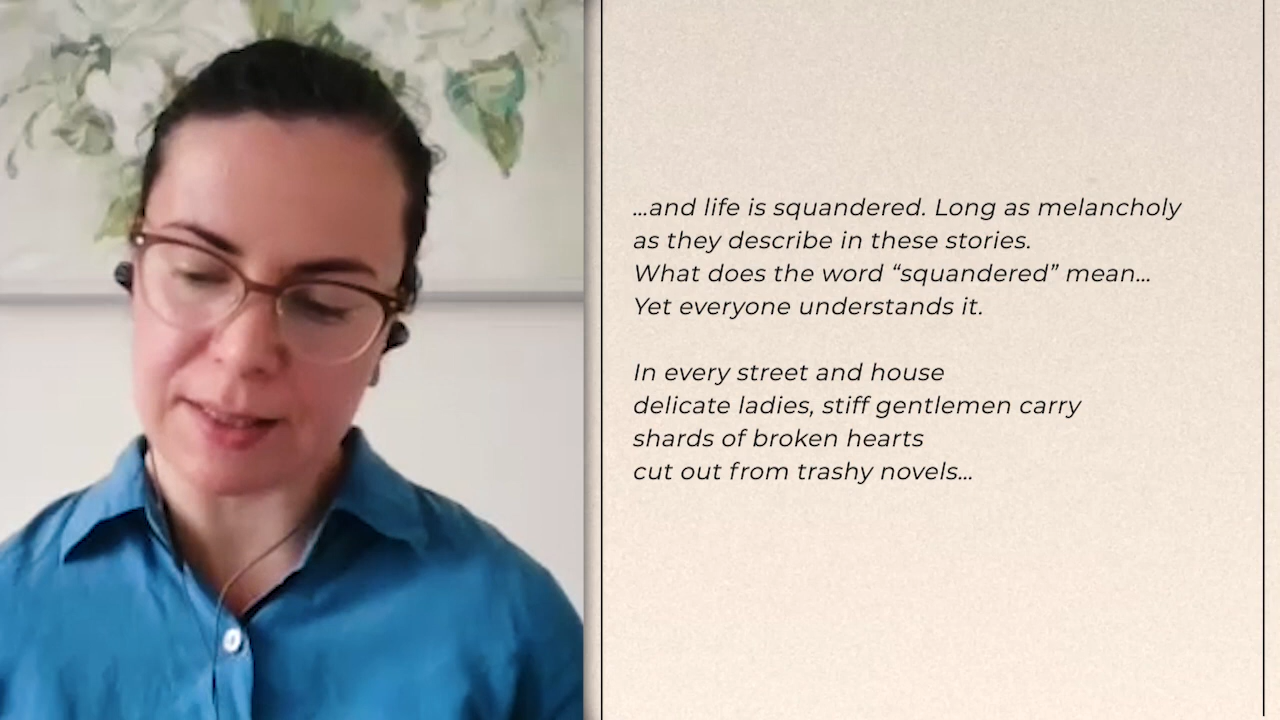 …and life is squandered. Long as melancholy
as they describe in these stories.
What does the word “squandered” mean…
Yet everyone understands it.
In every street and house
delicate ladies, stiff gentlemen carry
shards of broken hearts
cut out from trashy novels…